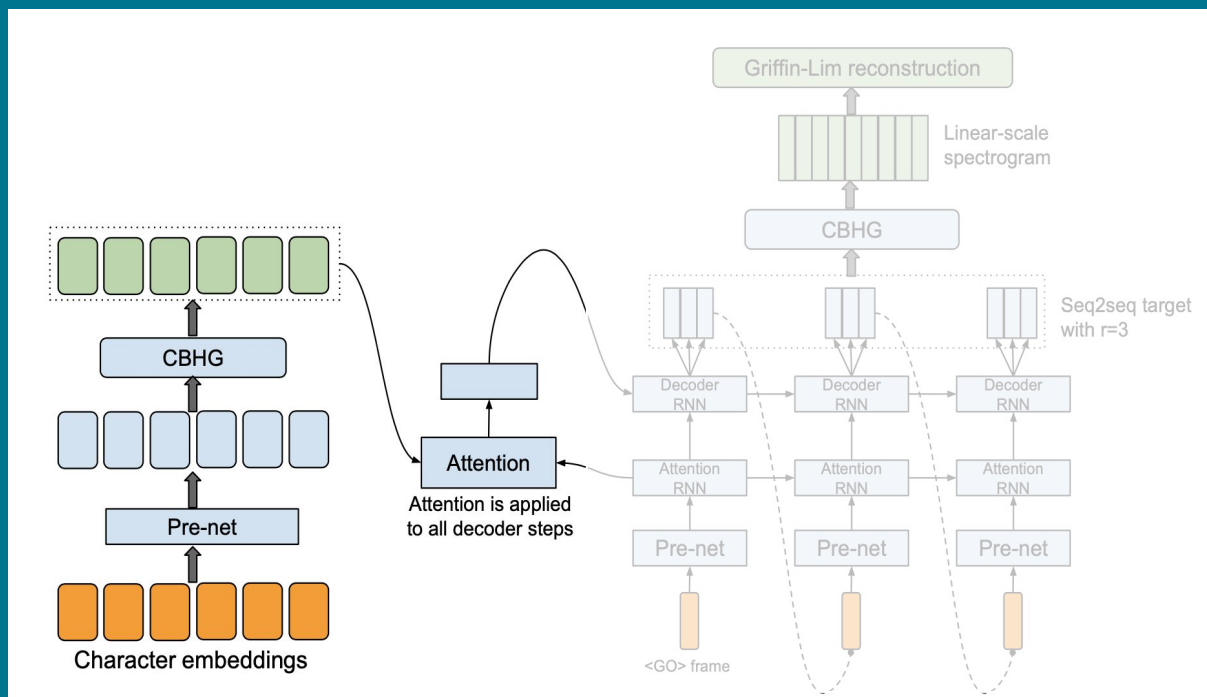 Griffin-Lim reconstruction
Linear-scale
spectrogram
CBHG
Seq2seq target
with r=3
CBHG
Decoder
RNN
Decoder
RNN
Decoder
RNN
Attention
Attention is applied
to all decoder steps
Attention
RNN
Attention
RNN
Attention
RNN
Pre-net
Pre-net
Pre-net
Pre-net
<GO> frame
Character embeddings